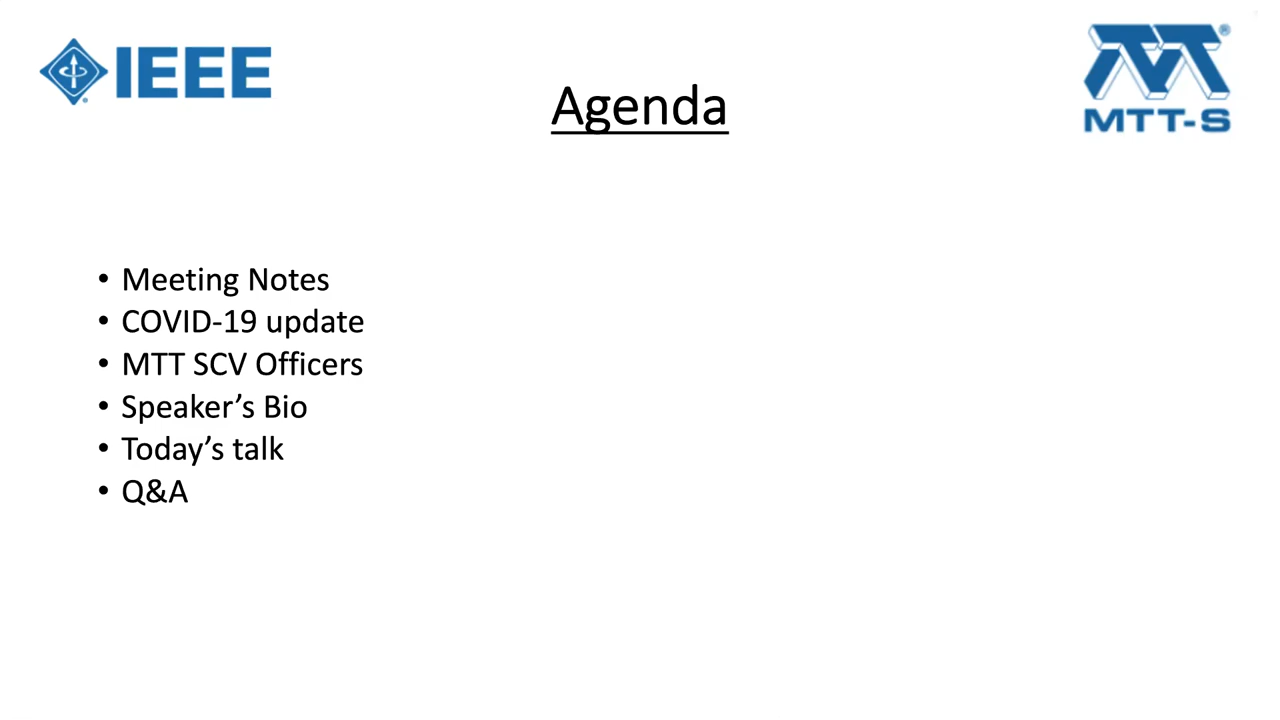 IEEE
MTT-S
Agenda
• Meeting Notes
• COVID-19 update
• MTT SCV Officers
• Speaker’s Bio
• Today’s talk
• Q&A